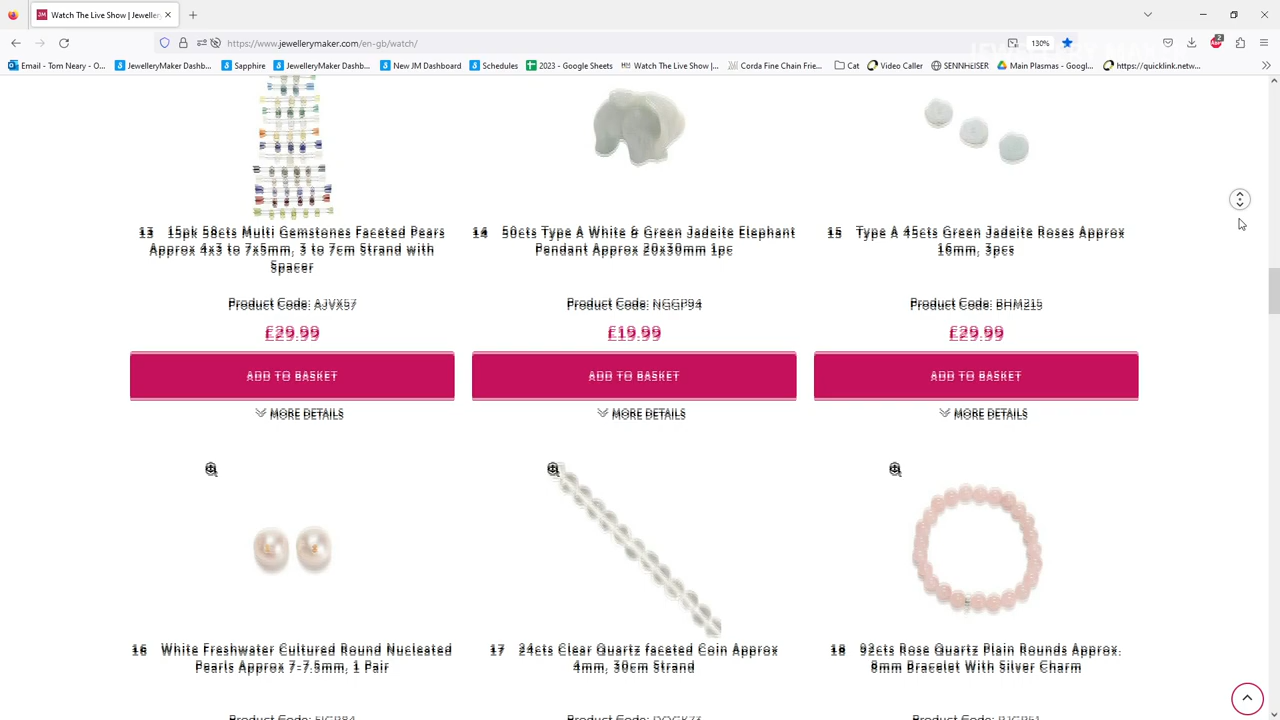 Watch The Live Show | Jeweller
https://www.jewellerymaker.com/en-gb/watch/
130%
2
Email - Tom Neary - O...
JewelleryMaker Dashb...
Sapphire
JewelleryMaker Dashb...
New JM Dashboard
Schedules
2023 - Google Sheets
Watch The Live Show |...
Corda Fine Chain Frie...
Cat
Video Caller
SENNHEISER
Main Plasmas - Googl...
https://quicklink.netw...
13 15pk 58cts Multi Gemstones Faceted Pears
Approx 4x3 to 7x5mm, 3 to 7cm Strand with
Spacer
Product Code: AJVX57
£29.99
ADD TO BASKET
MORE DETAILS
14 50cts Type A White & Green Jadeite Elephant
Pendant Approx 20x30mm 1pc
Product Code: NGGP94
£19.99
ADD TO BASKET
MORE DETAILS
15 Type A 45cts Green Jadeite Roses Approx
16mm, 3pcs
Product Code: BHM215
£29.99
ADD TO BASKET
MORE DETAILS
16 White Freshwater Cultured Round Nucleated
Pearls Approx 7-7.5mm, 1 Pair
17 24cts Clear Quartz faceted Coin Approx
4mm, 30cm Strand
18 92cts Rose Quartz Plain Rounds Approx.
8mm Bracelet With Silver Charm